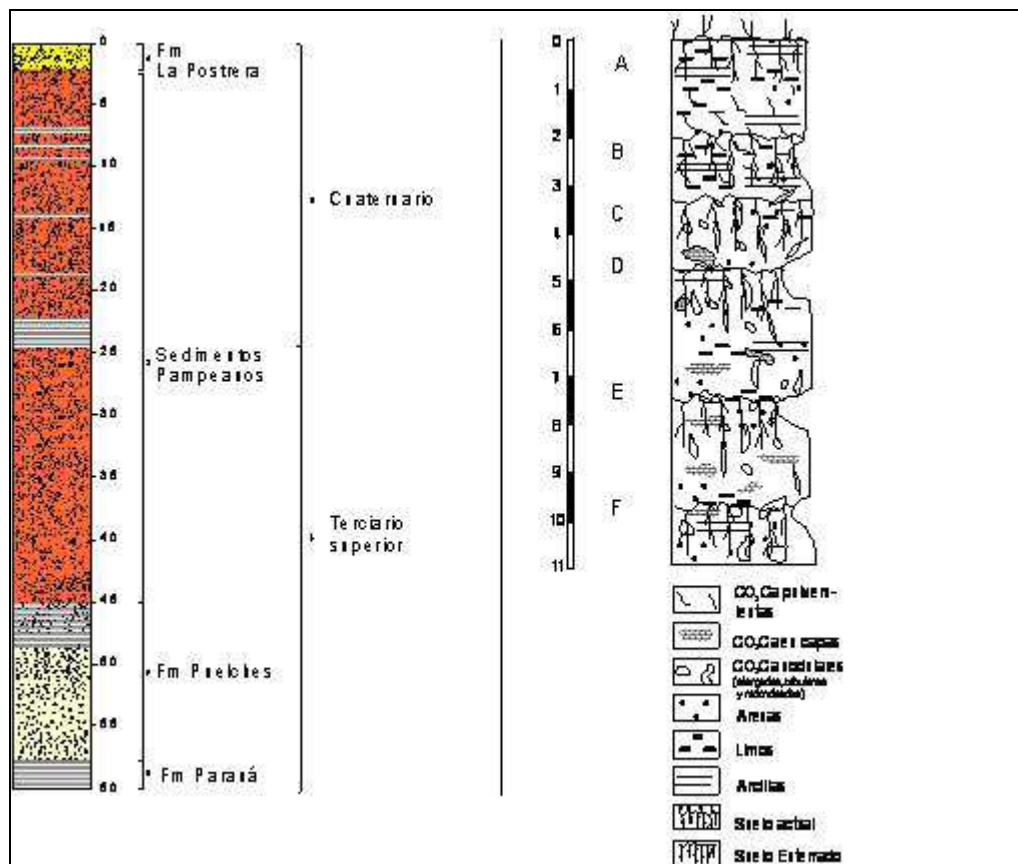 0
Fm
La Postrera
5
10
15
20
25
30
35
40
45
50
55
60
Cuaternario
Sedimentos
Pampeanos
Terciario
superior
Fm Puelches
Fm Paraná
0
1
2
3
4
5
6
7
8
9
10
11
A
B
C
D
E
F
CO₃Ca pulverulentas
CO₃Ca en capas
CO₃Ca nodulares
y redondeadas)
Arenas
Limos
Arcillas
Suelo actual
Suelo Enterrado